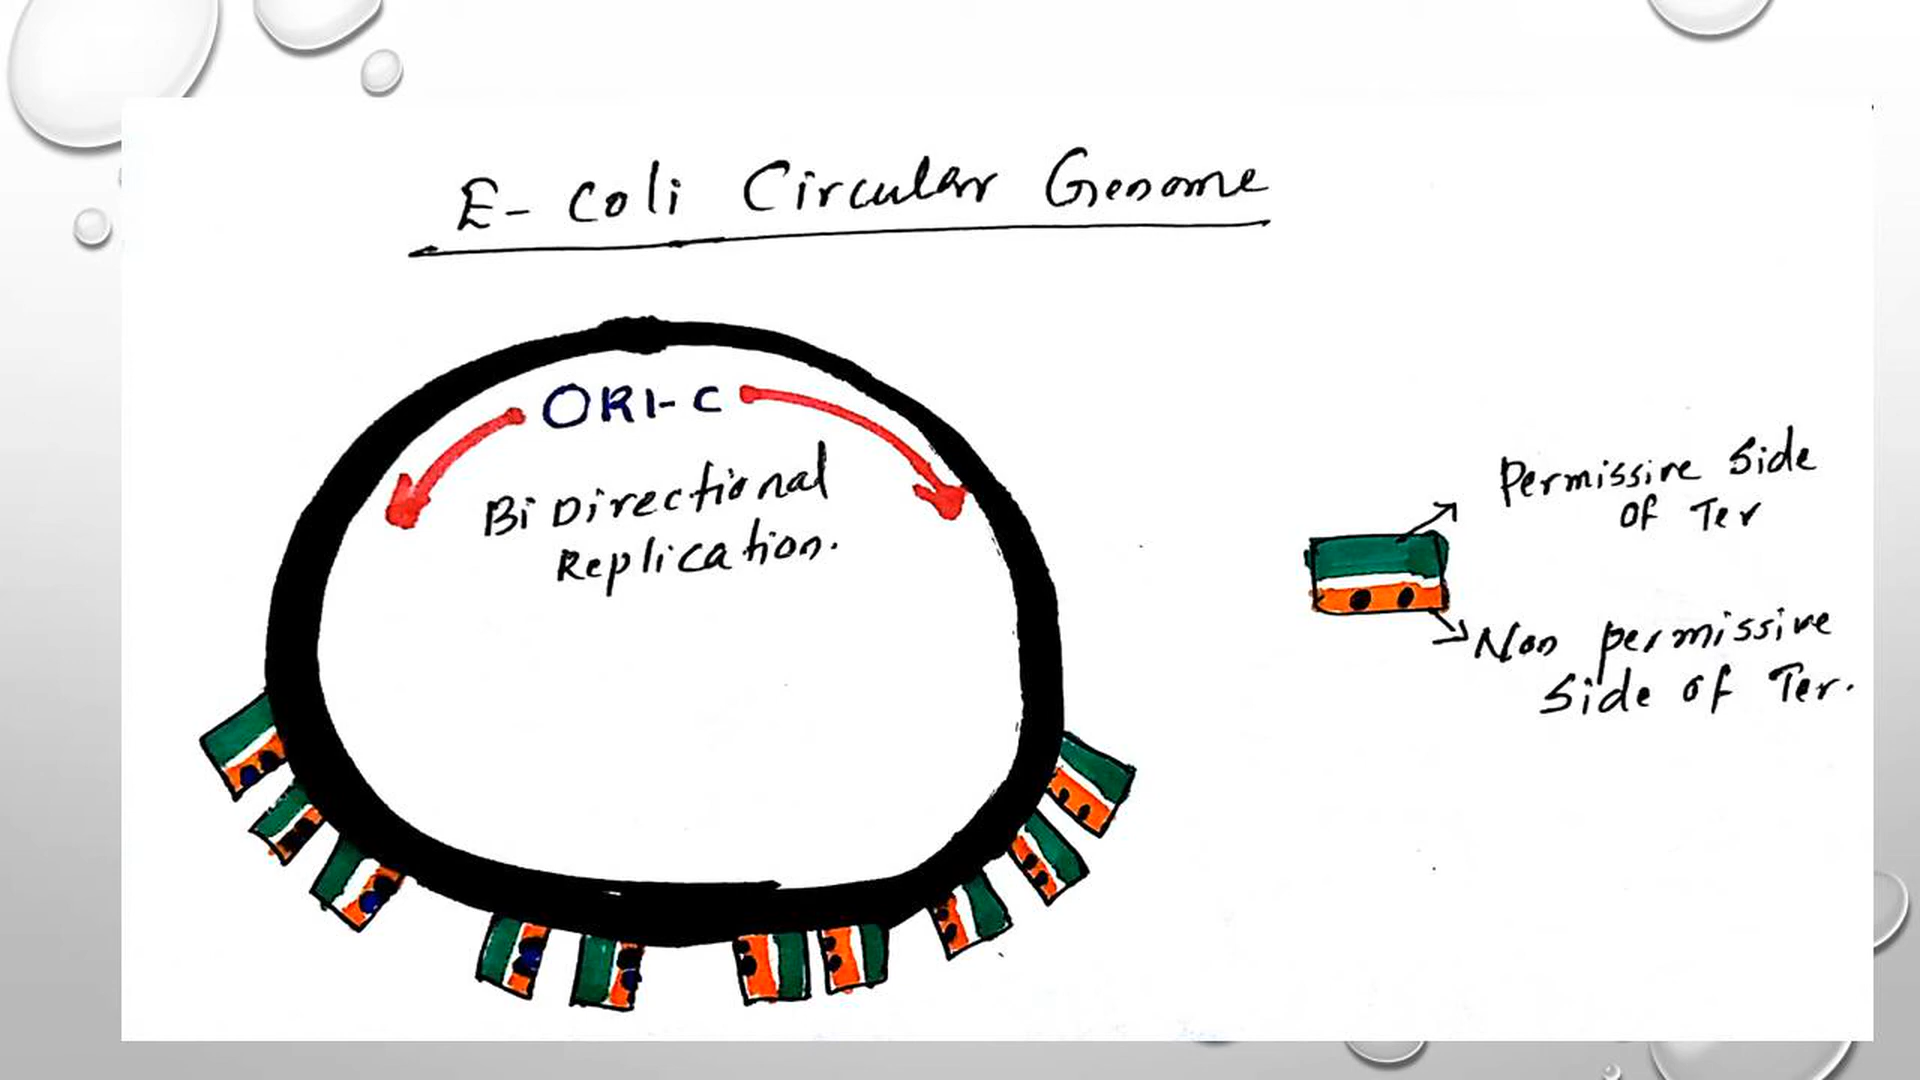 E- Coli Circular Genome
ORI-C
Bi Directional
Replication.
Permissive Side
of Ter
Non permissive
Side of Ter.